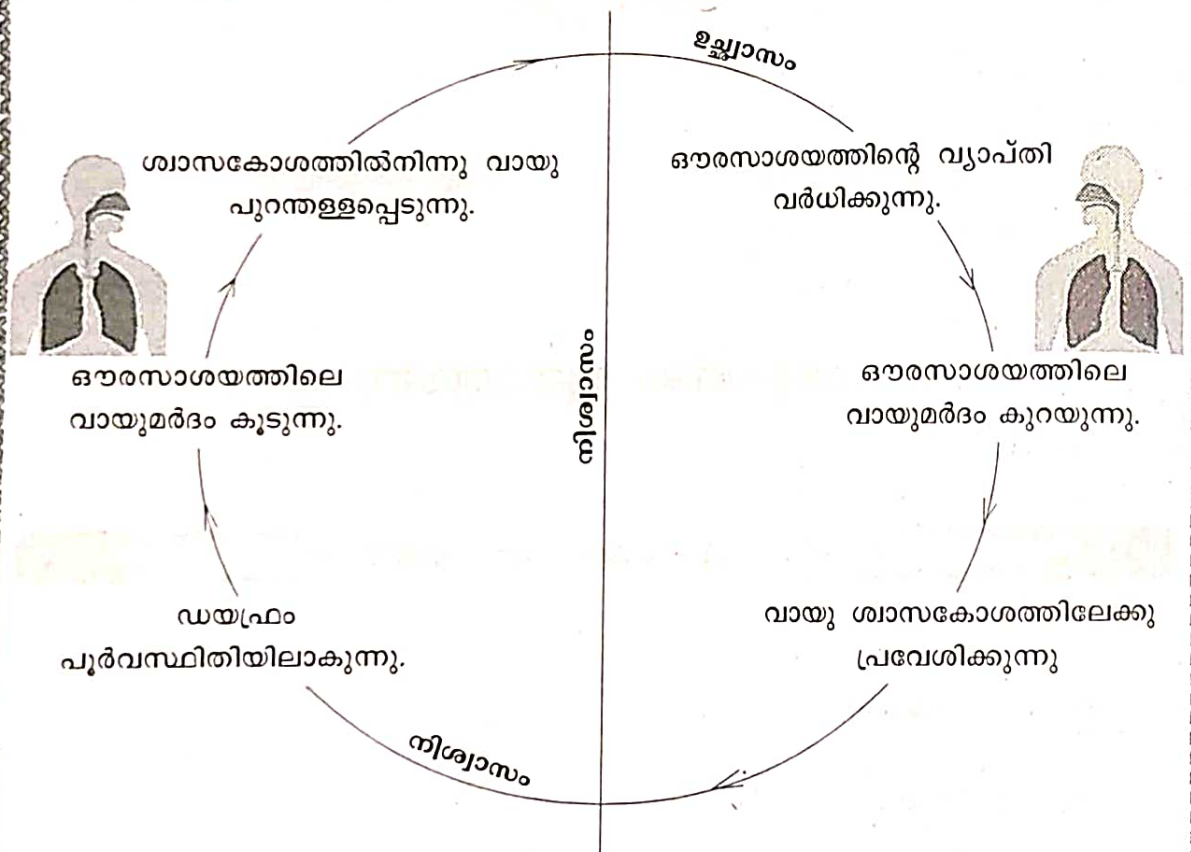 ഉച്ഛ്വാസം
ശ്വാസകോശത്തിൽനിന്നു വായു
പുറന്തള്ളപ്പെടുന്നു.
ഔരസാശയത്തിന്റെ വ്യാപ്തി
വർധിക്കുന്നു.
നിശ്വാസം
ഔരസാശയത്തിലെ
വായുമർദം കൂടുന്നു.
ഔരസാശയത്തിലെ
വായുമർദം കുറയുന്നു.
ഡയഫ്രം
പൂർവസ്ഥിതിയിലാകുന്നു.
വായു ശ്വാസകോശത്തിലേക്കു
പ്രവേശിക്കുന്നു
നിശ്വാസം